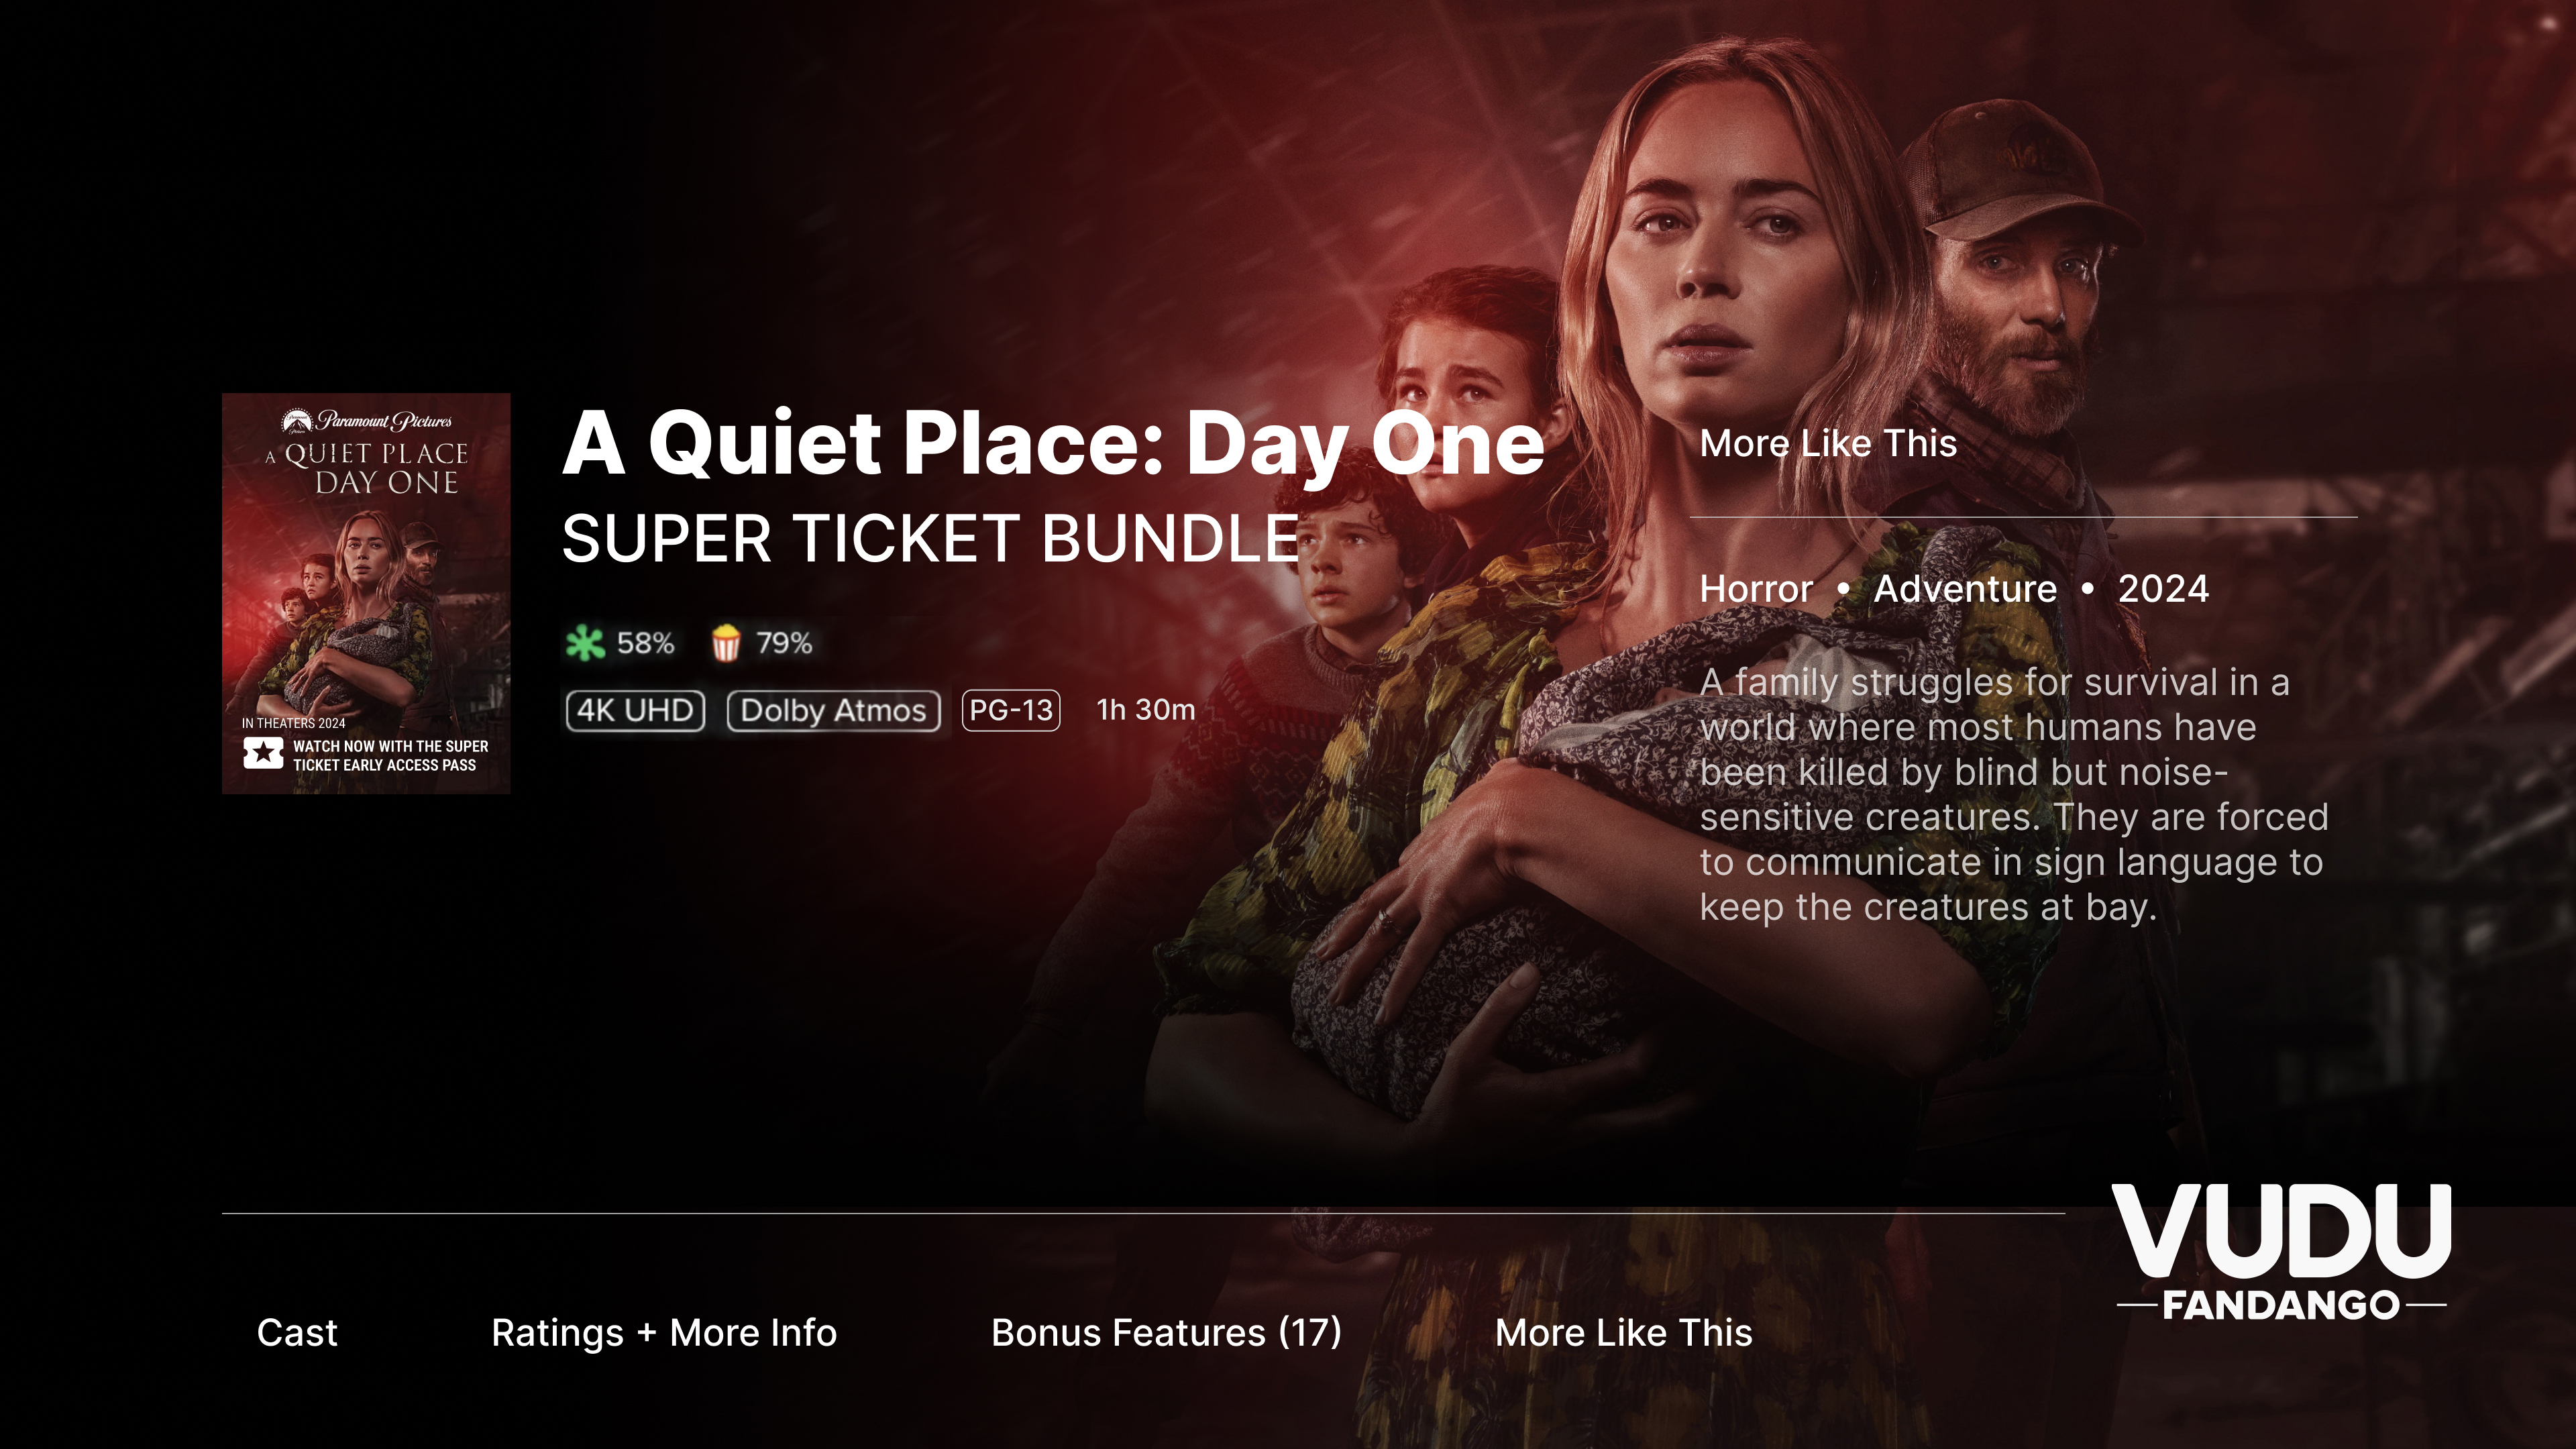 Paramount Pictures
A QUIET PLACE
DAY ONE
IN THEATERS 2024
WATCH NOW WITH THE SUPER
TICKET EARLY ACCESS PASS
A Quiet Place: Day One
SUPER TICKET BUNDLE
58% 79%
4K UHD Dolby Atmos PG-13 1h 30m
More Like This
Horror • Adventure • 2024
A family struggles for survival in a
world where most humans have
been killed by blind but noise-
sensitive creatures. They are forced
to communicate in sign language to
keep the creatures at bay.
VUDU
FANDANGO
Cast Ratings + More Info Bonus Features (17) More Like This